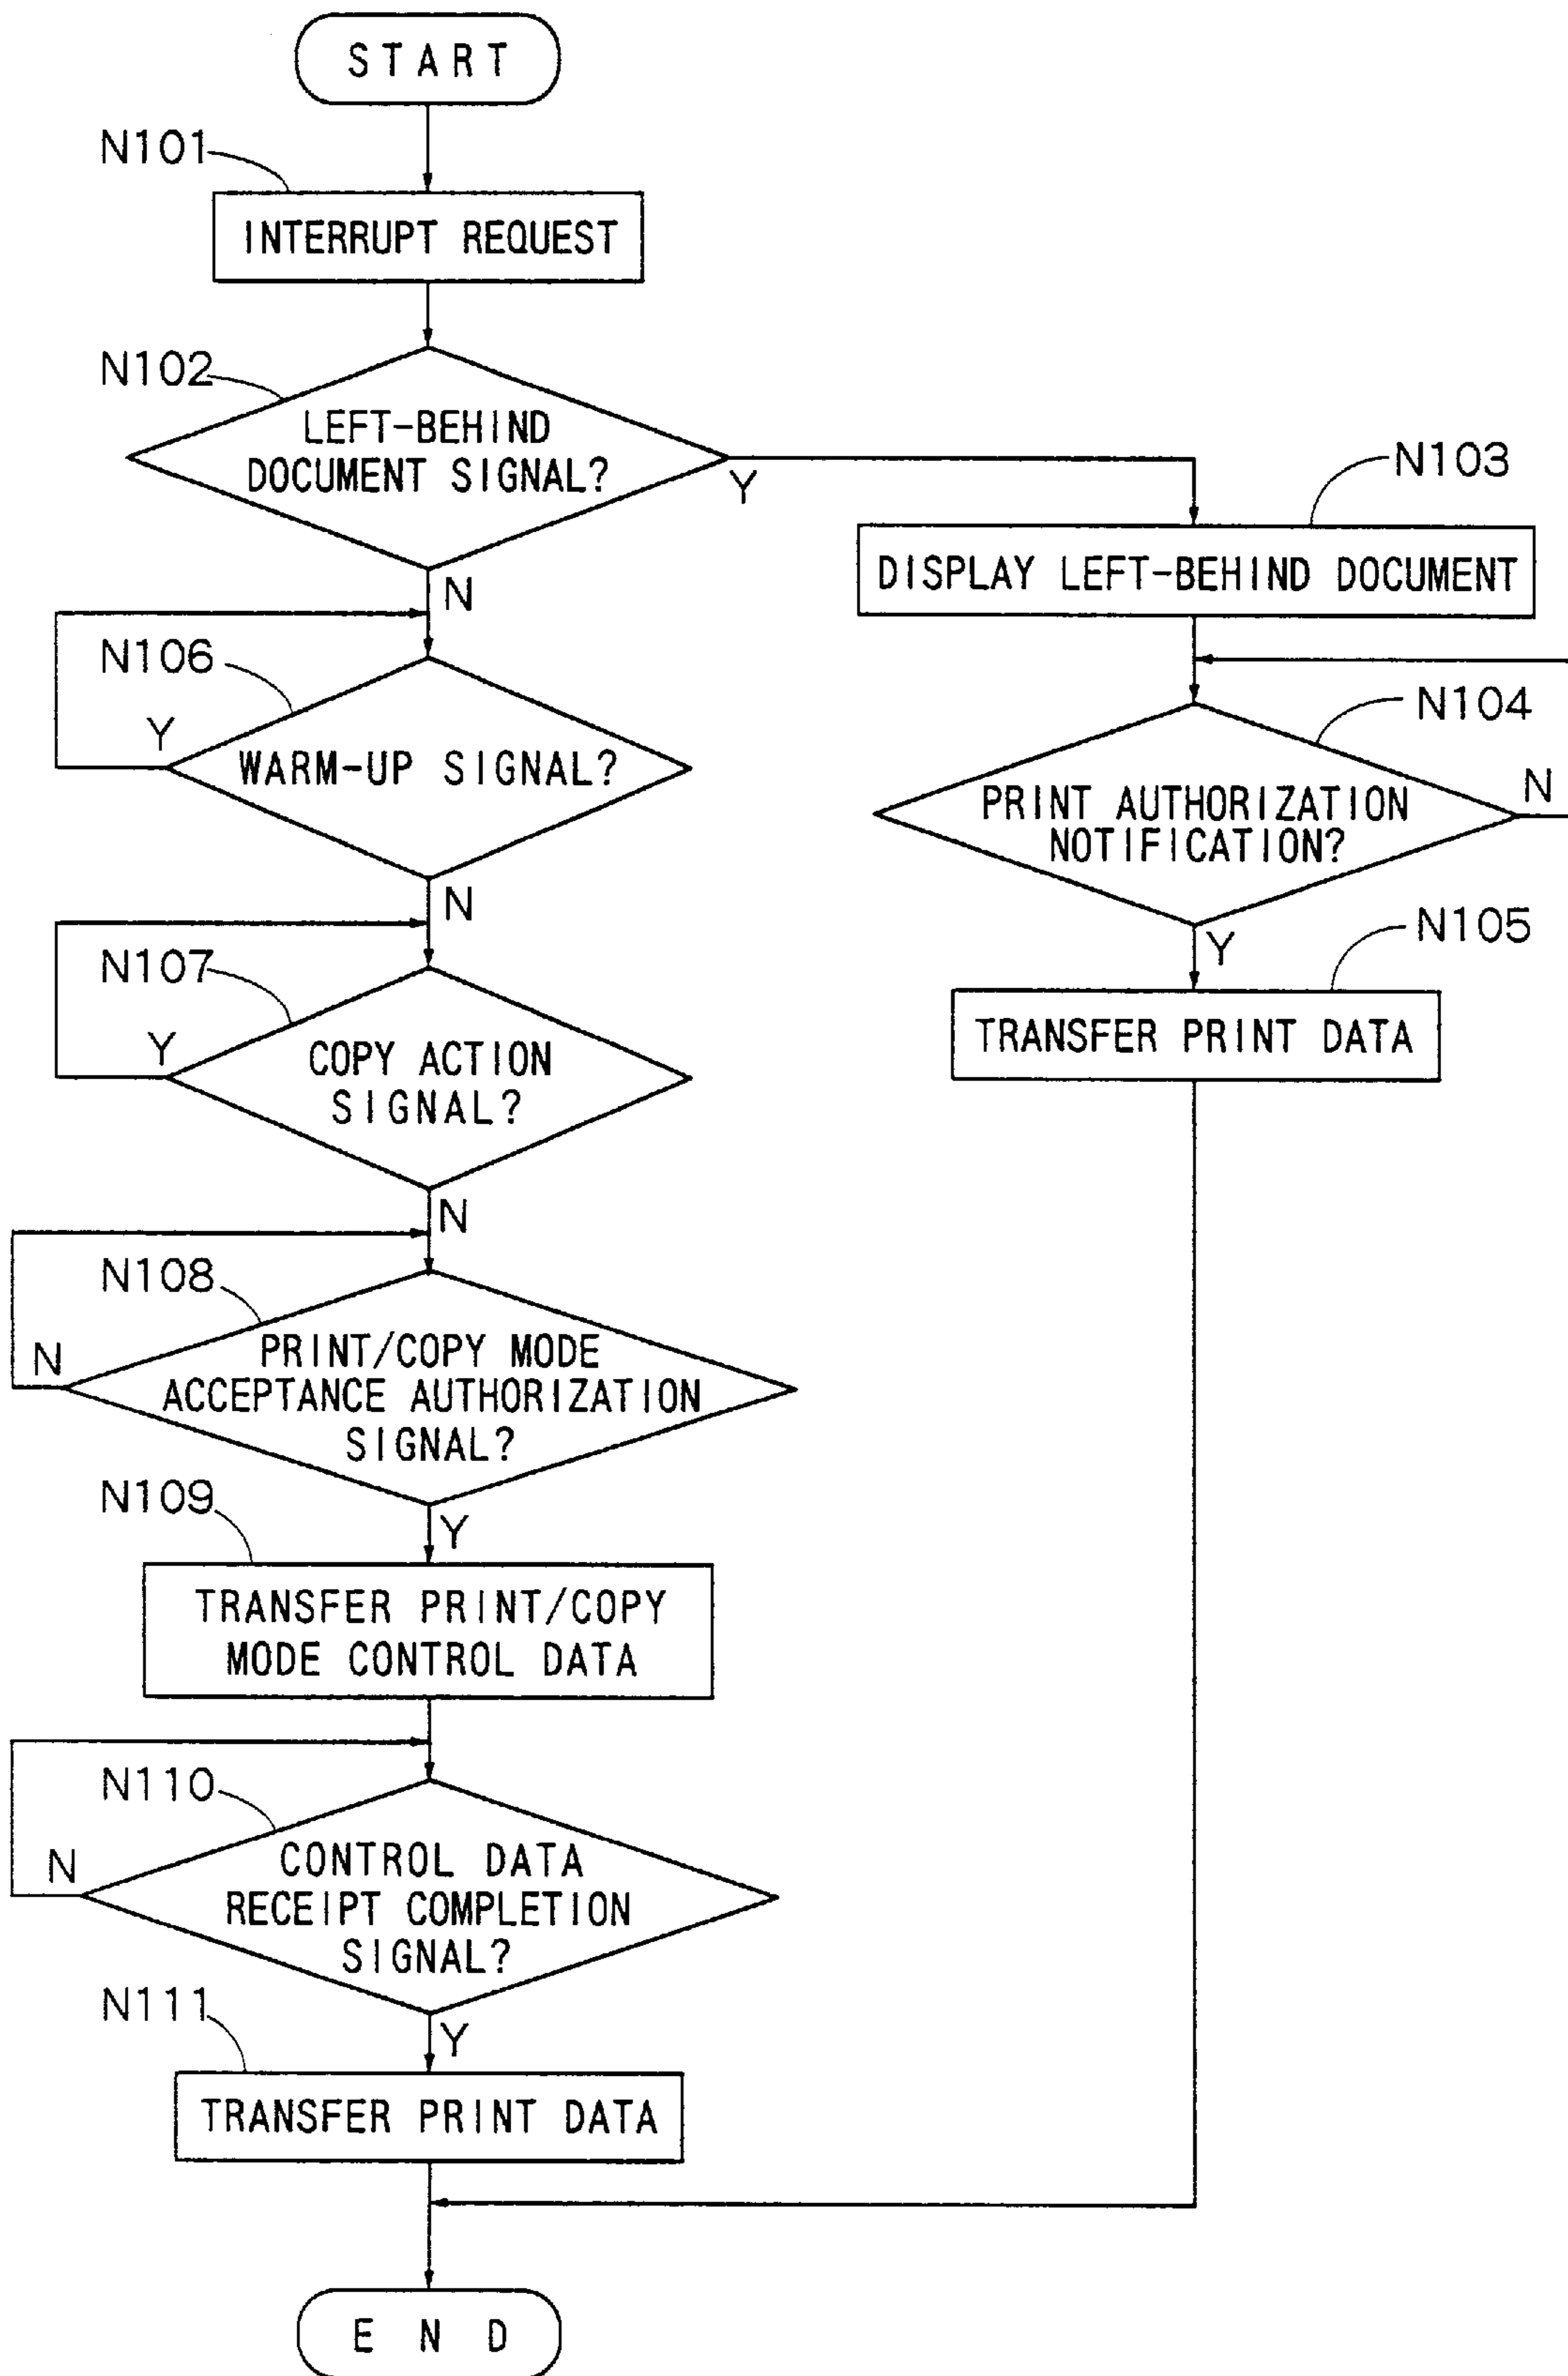 START
N101
INTERRUPT REQUEST
N102
LEFT-BEHIND
DOCUMENT SIGNAL?
Y
N
N103
DISPLAY LEFT-BEHIND DOCUMENT
N104
PRINT AUTHORIZATION
NOTIFICATION?
N
Y
N105
TRANSFER PRINT DATA
N106
Y
WARM-UP SIGNAL?
N
N107
Y
COPY ACTION
SIGNAL?
N
N108
N
PRINT/COPY MODE
ACCEPTANCE AUTHORIZATION
SIGNAL?
Y
N109
TRANSFER PRINT/COPY
MODE CONTROL DATA
N110
N
CONTROL DATA
RECEIPT COMPLETION
SIGNAL?
Y
N111
TRANSFER PRINT DATA
END